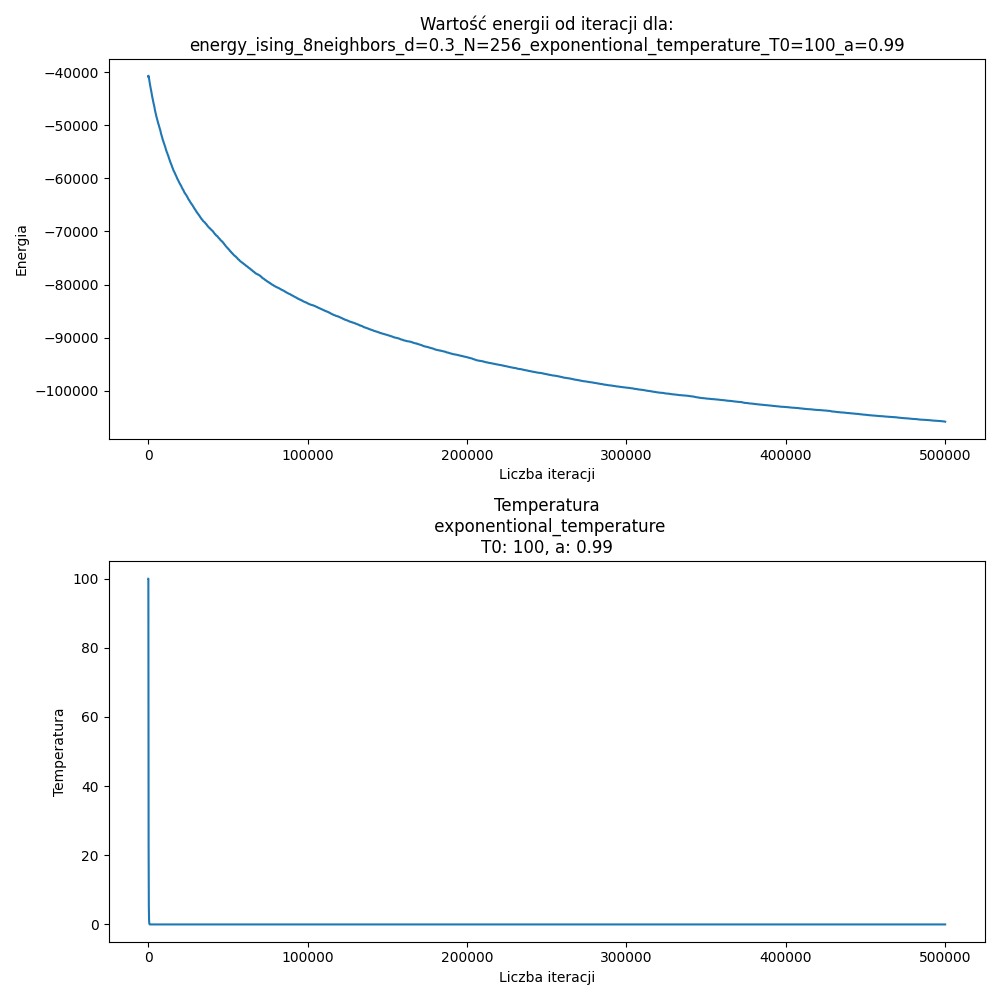 Wartość energii od iteracji dla:
energy_ising_8neighbors_d=0.3_N=256_exponentional_temperature_T0=100_a=0.99
−40000
−50000
−60000
−70000
−80000
−90000
−100000
Energia
0
100000
200000
300000
400000
500000
Liczba iteracji
Temperatura
exponentional_temperature
T0: 100, a: 0.99
100
80
60
40
20
0
Temperatura
0
100000
200000
300000
400000
500000
Liczba iteracji